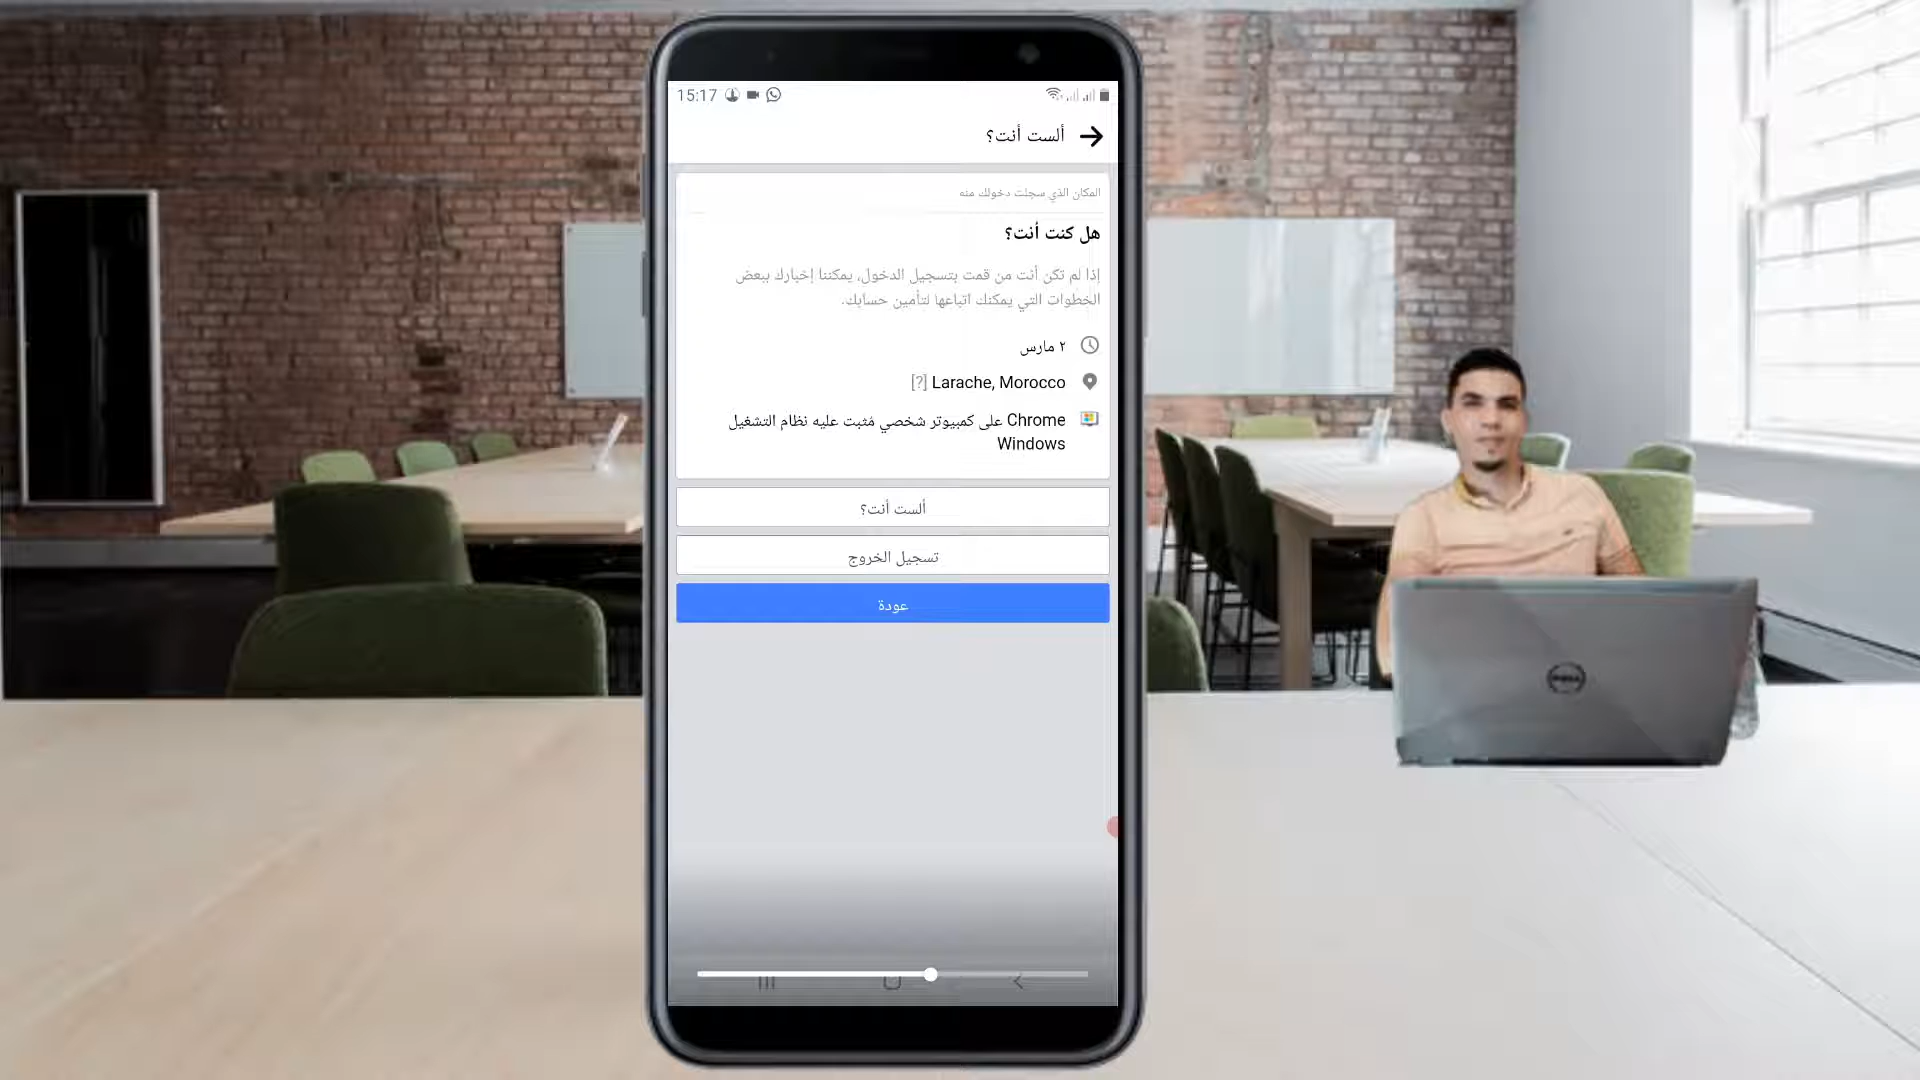 15:17
ألست أنت؟
المكان الذي سجلت دخولك منه
هل كنت أنت؟
إذا لم تكن أنت من قمت بتسجيل الدخول، يمكننا إخبارك ببعض
الخطوات التي يمكنك اتباعها لتأمين حسابك.
٢ مارس
Larache, Morocco [?]
Chrome على كمبيوتر شخصي مُثبت عليه نظام التشغيل
Windows
ألست أنت؟
تسجيل الخروج
عودة
DELL